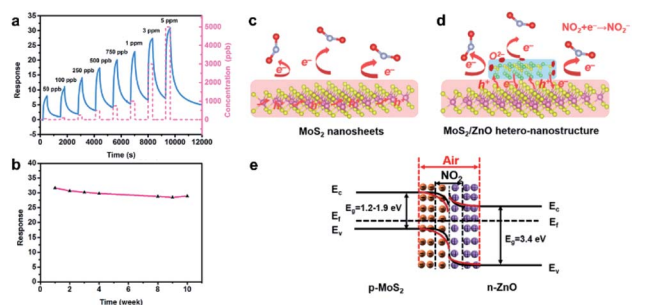 a
50 ppb
100 ppb
250 ppb
500 ppb
750 ppb
1 ppm
3 ppm
5 ppm
Response
35
30
25
20
15
10
5
0
-5
5000
4000
3000
2000
1000
0
Concentration (ppb)
0 2000 4000 6000 8000 10000 12000
Time (s)
b
Response
40
35
30
25
20
15
10
5
0
0 2 4 6 8 10
Time (week)
c
e⁻ e⁻ e⁻
MoS₂ nanosheets
d
NO₂+e⁻→NO₂⁻
O²⁻
e⁻ e⁻
h⁺ e⁻ e⁻
MoS₂/ZnO hetero-nanostructure
e
Air
NO₂
Ec
Eg=1.2-1.9 eV
Ef
Ev
Ec
Ef
Eg=3.4 eV
Ev
p-MoS₂ n-ZnO